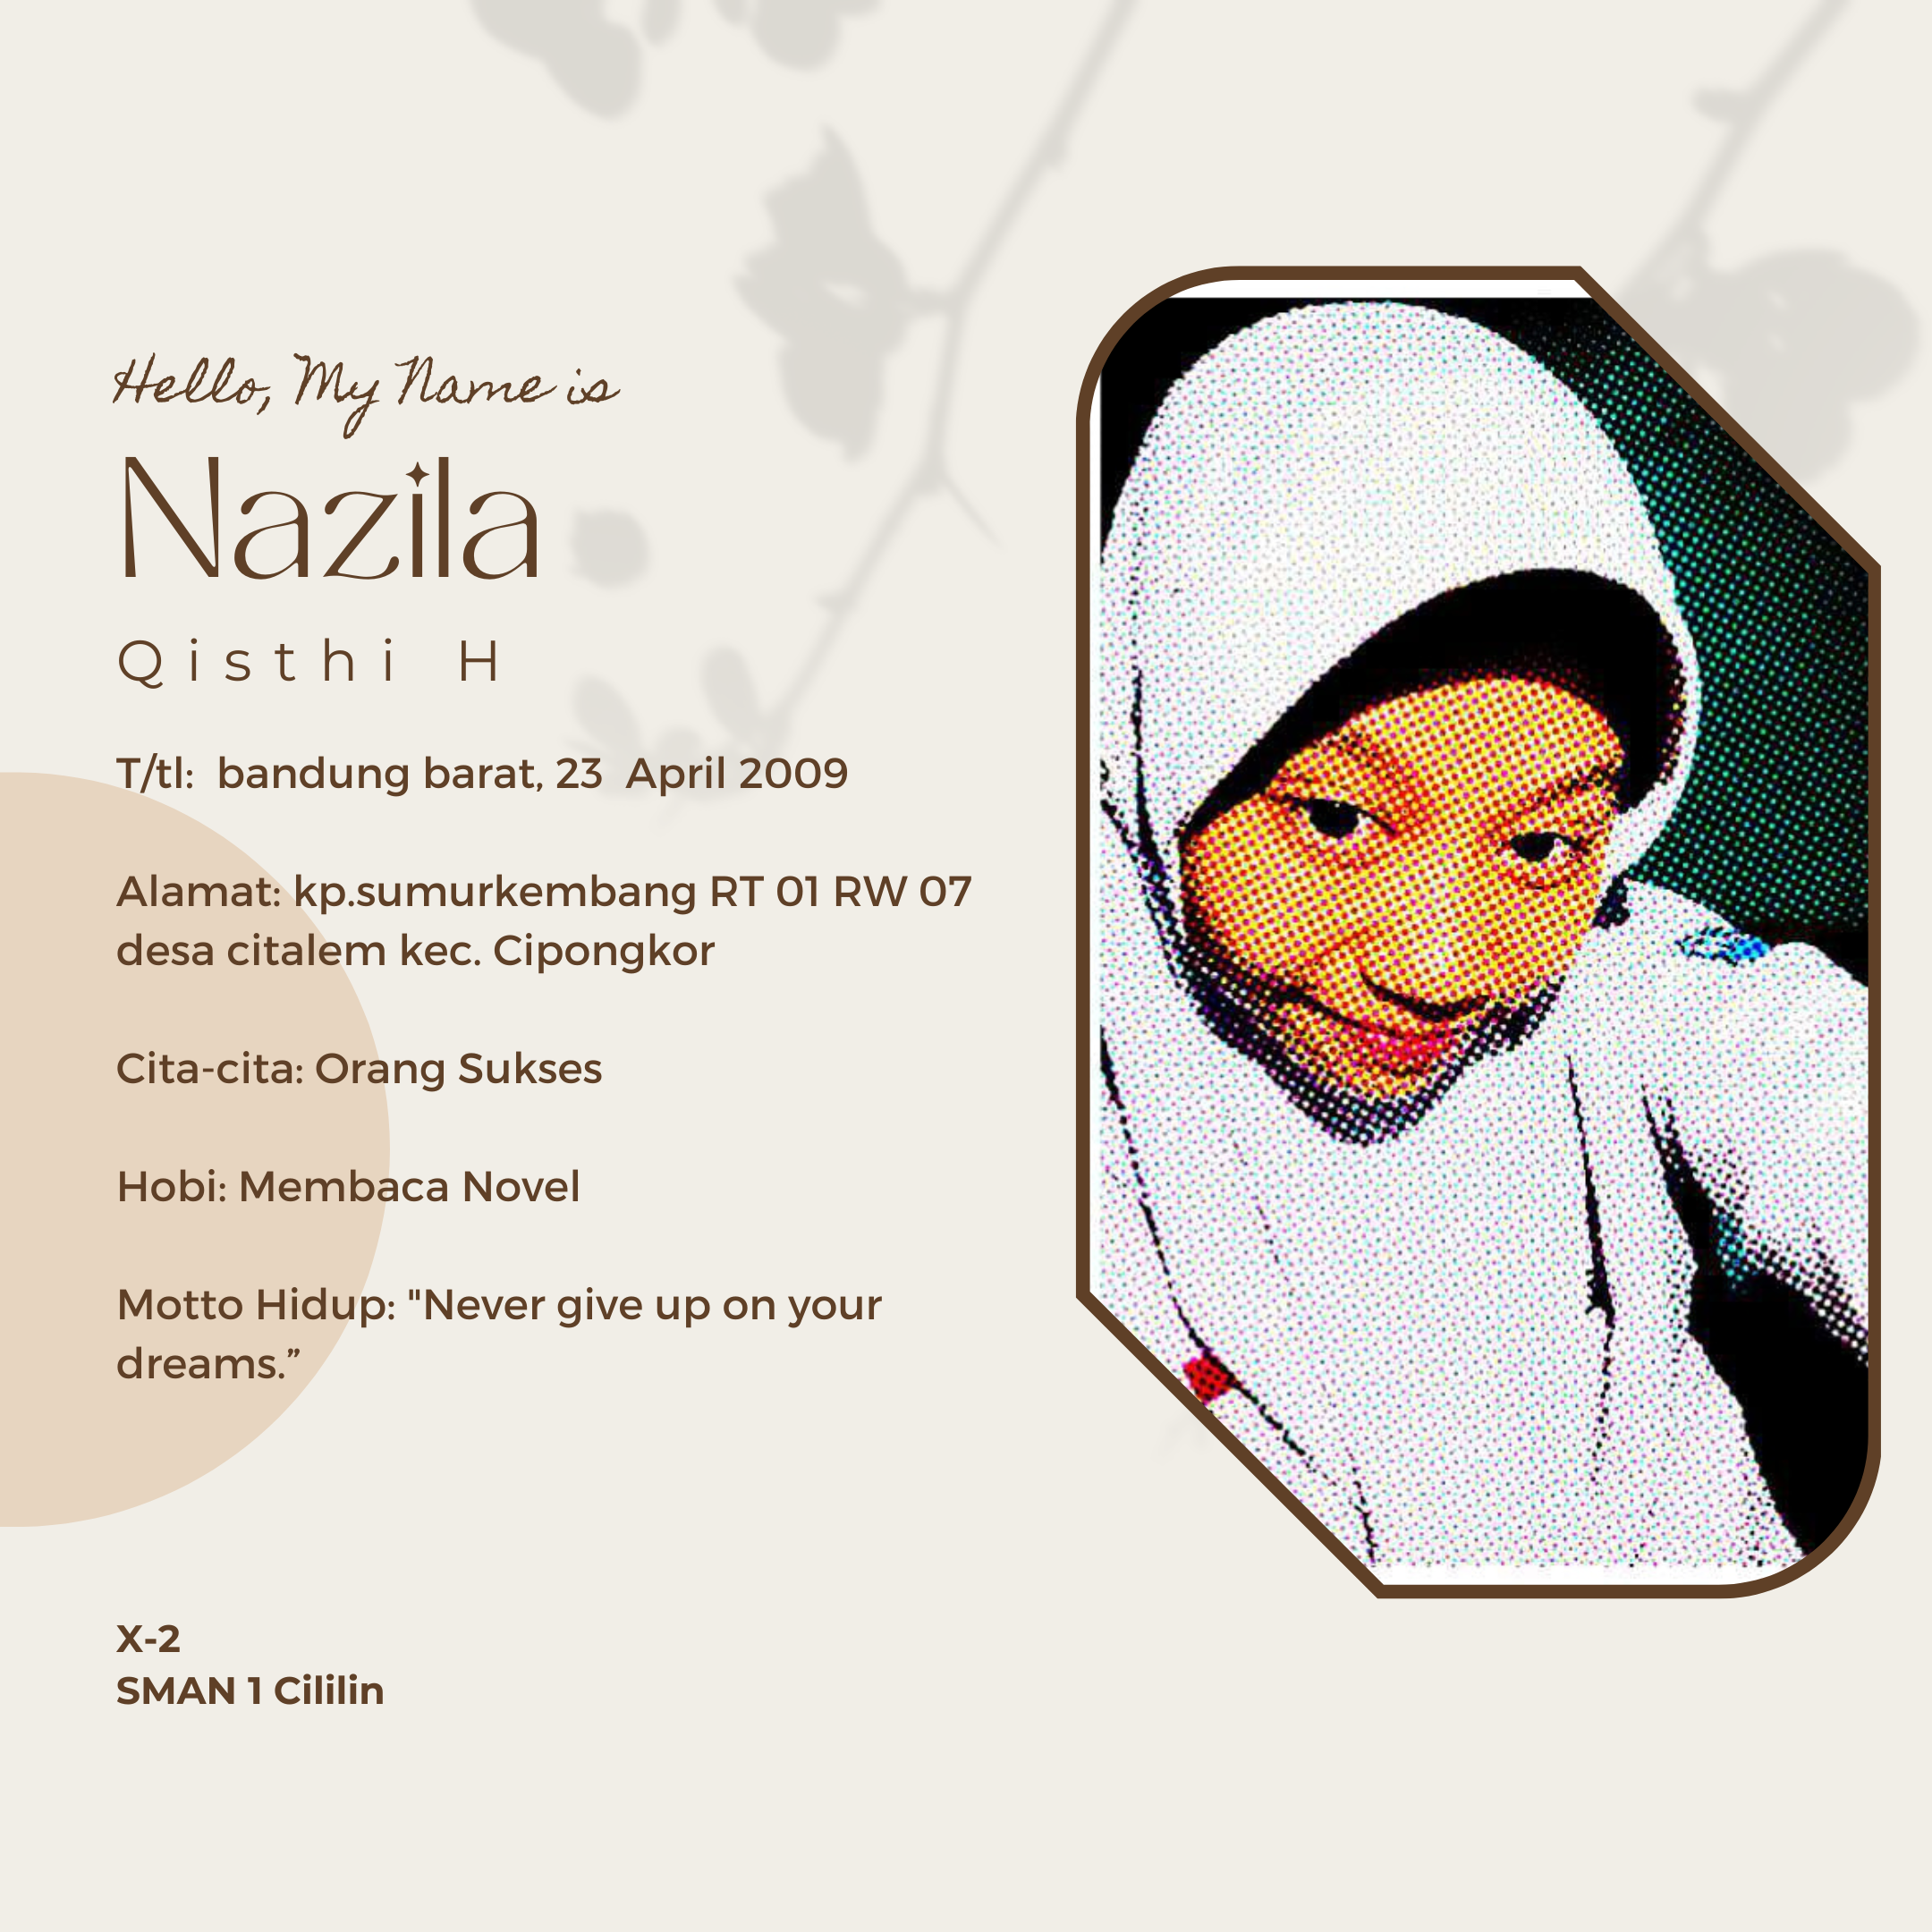 Hello, My Name is
Nazila
Qisthi H
T/tl: bandung barat, 23 April 2009
Alamat: kp.sumurkembang RT 01 RW 07
desa citalem kec. Cipongkor
Cita-cita: Orang Sukses
Hobi: Membaca Novel
Motto Hidup: "Never give up on your
dreams.”
X-2
SMAN 1 Cililin